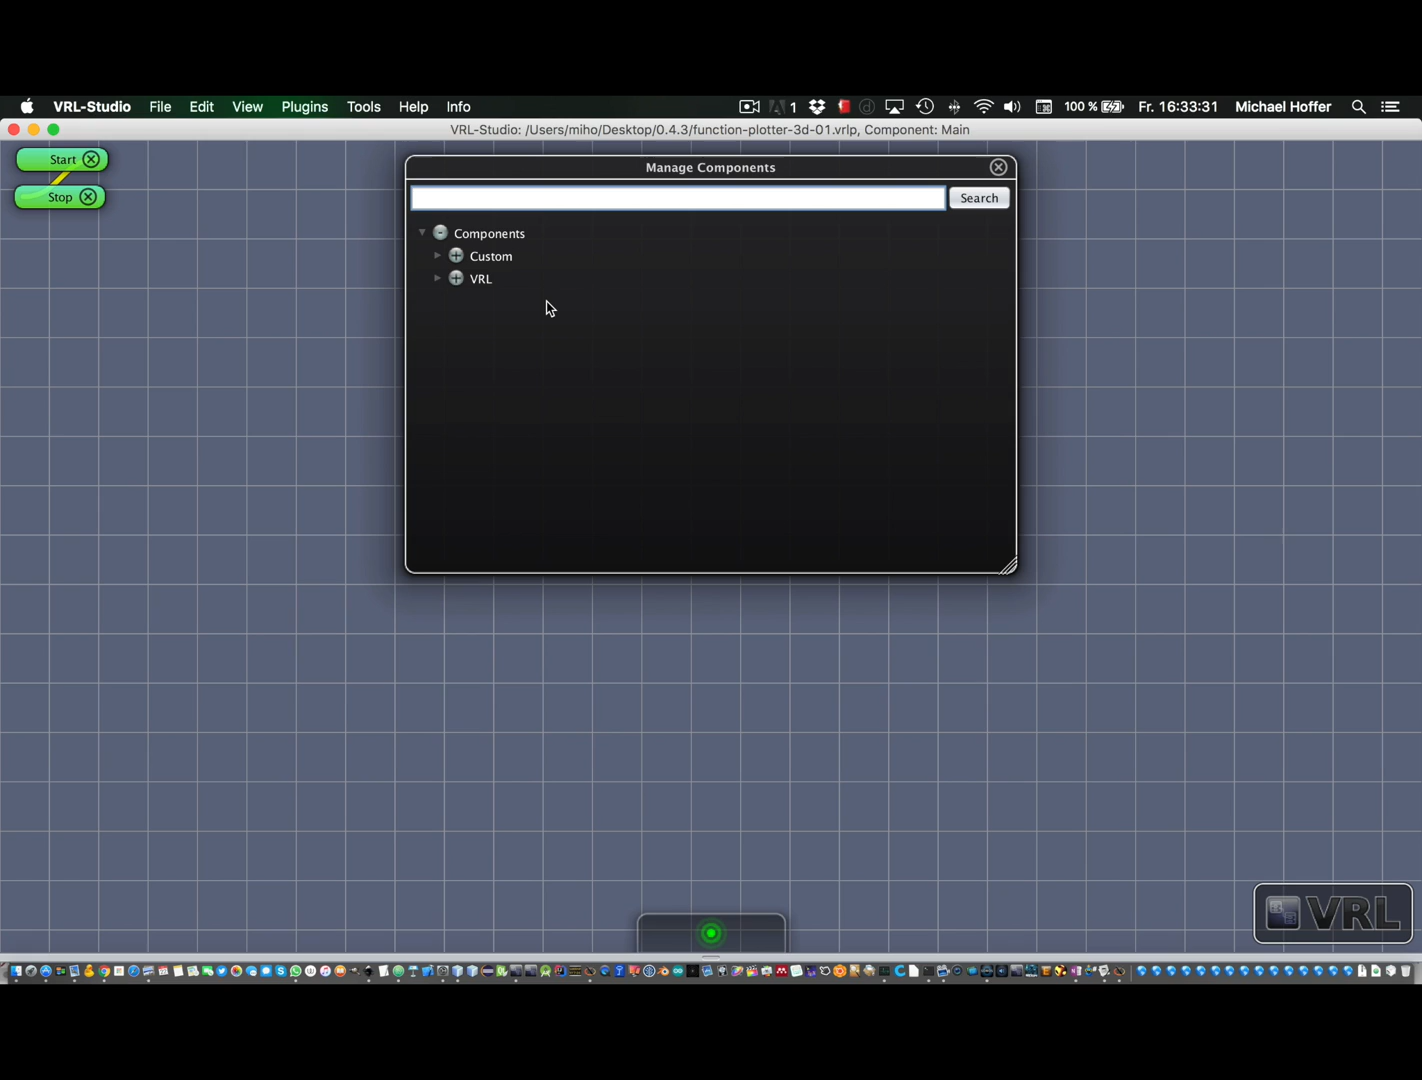 VRL-Studio File Edit View Plugins Tools Help Info 1 100 % Fr. 16:33:31 Michael Hoffer
VRL-Studio: /Users/miho/Desktop/0.4.3/function-plotter-3d-01.vrlp, Component: Main
Start
Stop
Manage Components
Search
Components
Custom
VRL
VRL